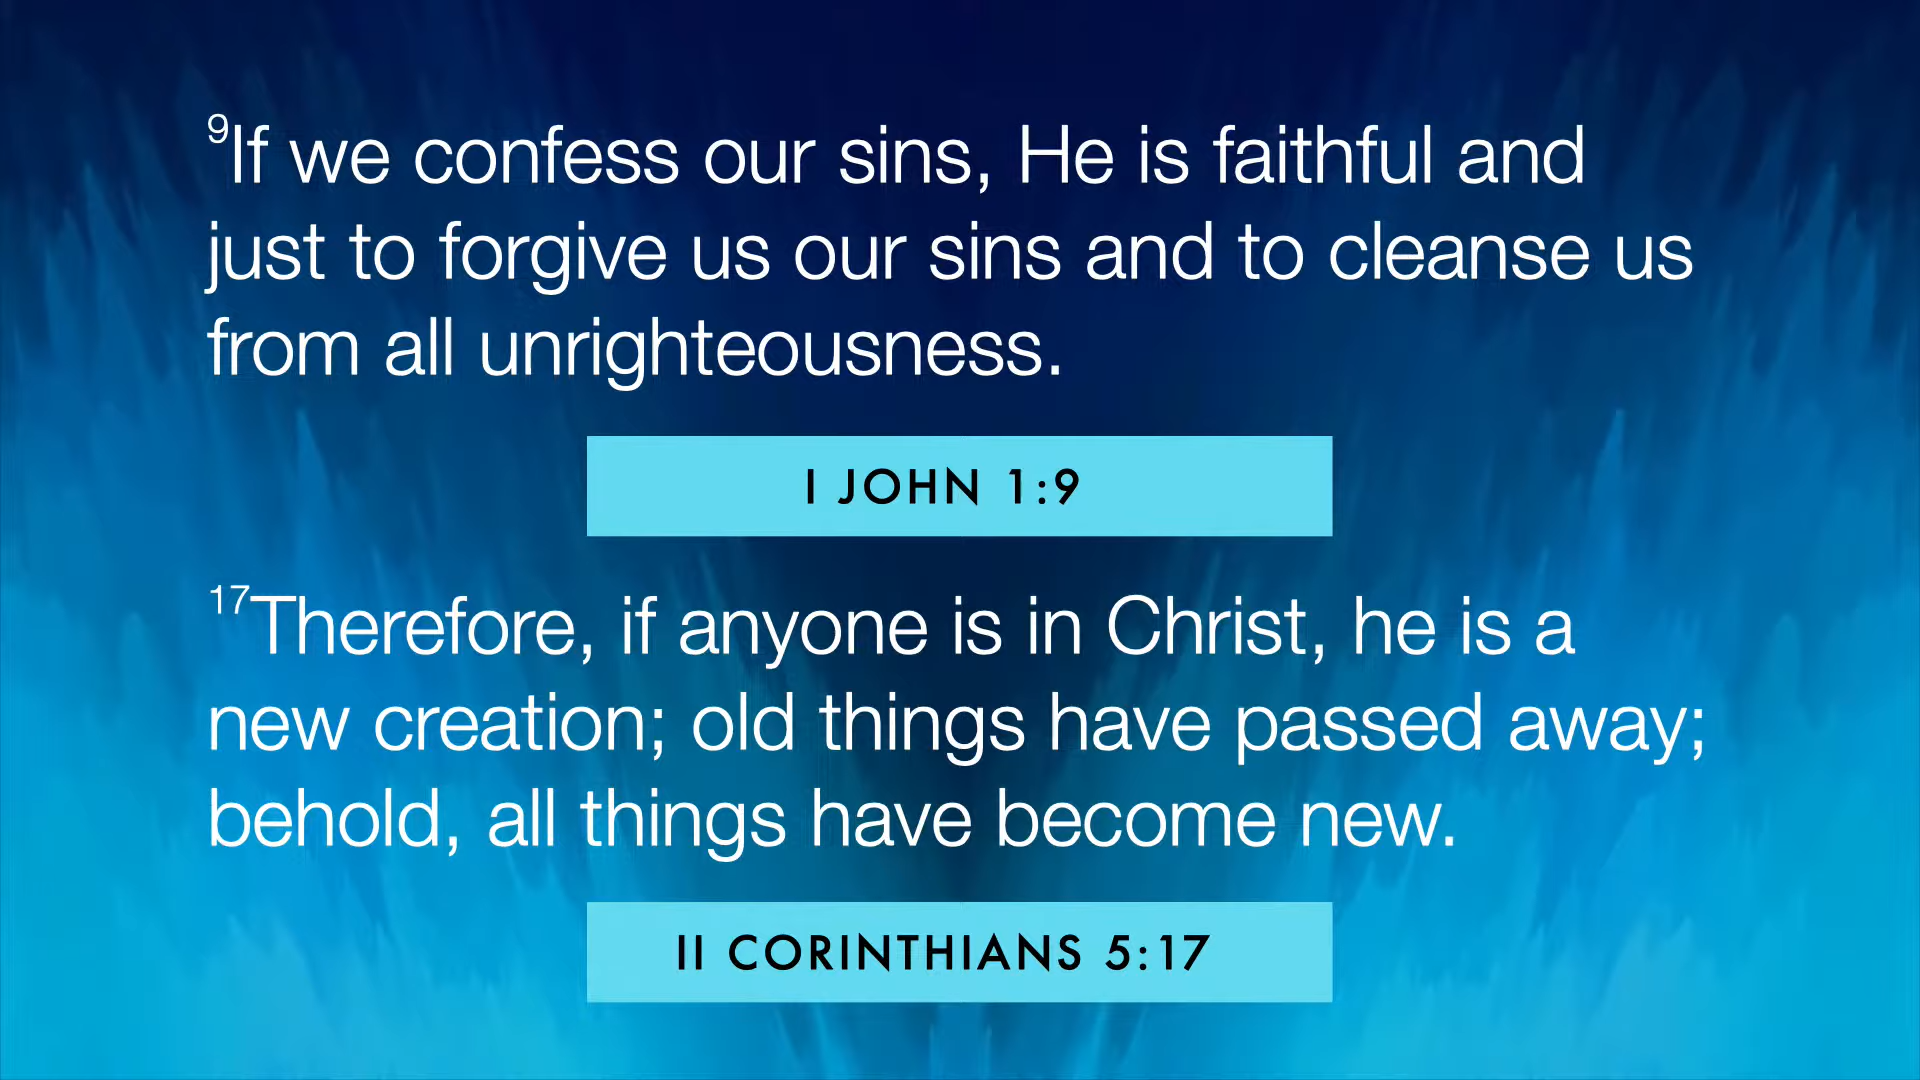 9If we confess our sins, He is faithful and
just to forgive us our sins and to cleanse us
from all unrighteousness.
I JOHN 1:9
17Therefore, if anyone is in Christ, he is a
new creation; old things have passed away;
behold, all things have become new.
II CORINTHIANS 5:17